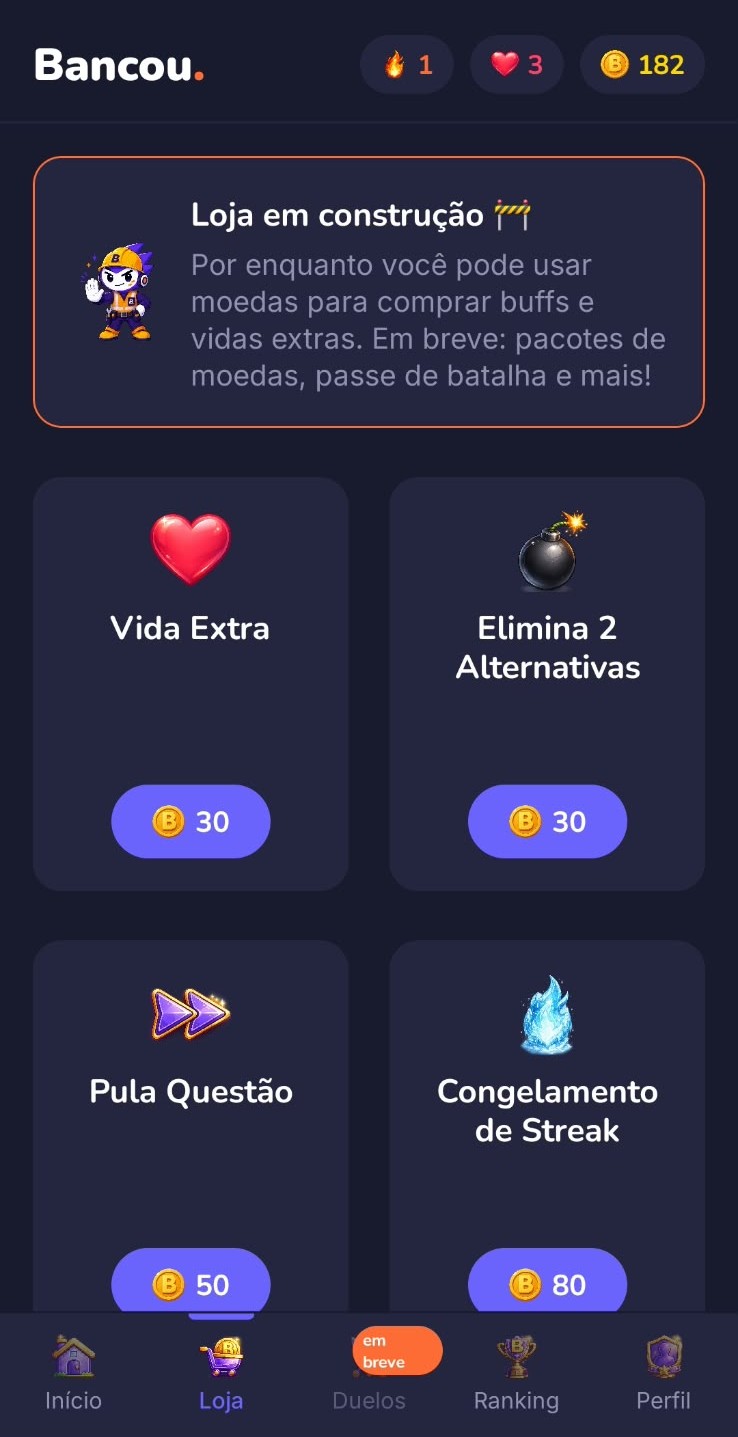 Bancou.
1
3
182
Loja em construção 🚧
Por enquanto você pode usar
moedas para comprar buffs e
vidas extras. Em breve: pacotes de
moedas, passe de batalha e mais!
Vida Extra
30
Elimina 2
Alternativas
30
Pula Questão
50
Congelamento
de Streak
80
Início
Loja
em
breve
Duelos
Ranking
Perfil